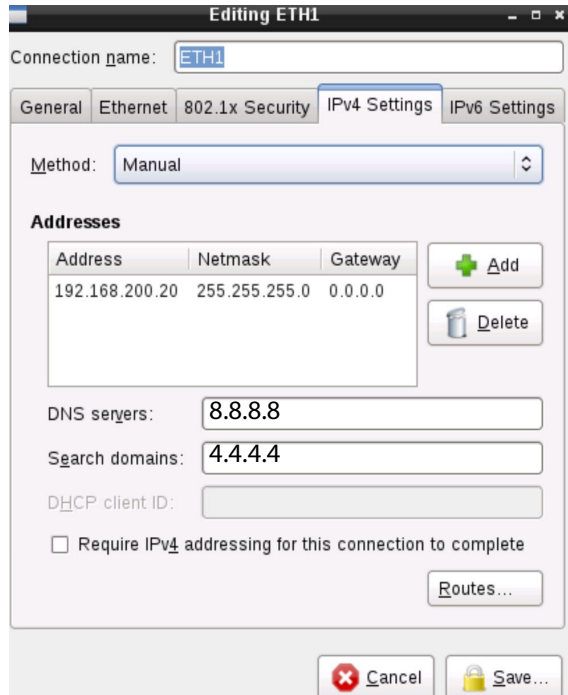 Editing ETH1
Connection name: ETH1
General Ethernet 802.1x Security IPv4 Settings IPv6 Settings
Method: Manual
Addresses
Address Netmask Gateway
192.168.200.20 255.255.255.0 0.0.0.0
Add
Delete
DNS servers: 8.8.8.8
Search domains: 4.4.4.4
DHCP client ID:
Require IPv4 addressing for this connection to complete
Routes...
Cancel Save...